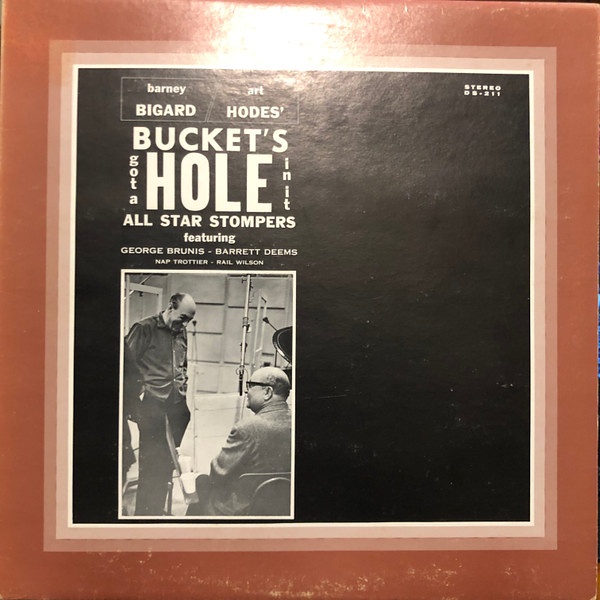 barney art
BIGARD / HODES'
BUCKET'S
got a HOLE in it
ALL STAR STOMPERS
featuring
GEORGE BRUNIS - BARRETT DEEMS
NAP TROTTIER - RAIL WILSON
STEREO
DS-211